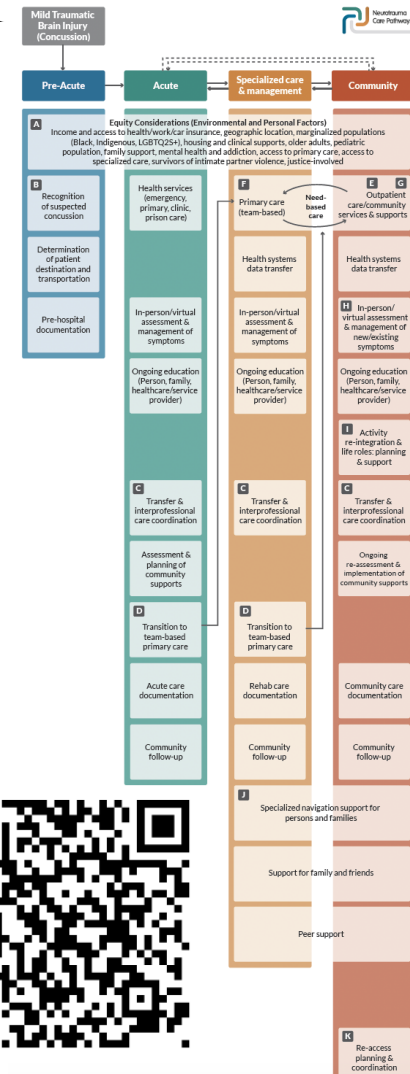 Mild Traumatic
Brain Injury
(Concussion)
Neurotrauma
Care Pathway
Pre-Acute
Acute
Specialized care
& management
Community
A
Equity Considerations (Environmental and Personal Factors)
Income and access to health/work/car insurance, geographic location, marginalized populations
(Black, Indigenous, LGBTQ2S+), housing and clinical supports, older adults, pediatric
population, family support, mental health and addiction, access to primary care, access to
specialized care, survivors of intimate partner violence, justice-involved
B
Recognition
of suspected
concussion
Determination
of patient
destination and
transportation
Pre-hospital
documentation
Health services
(emergency,
primary, clinic,
prison care)
In-person/virtual
assessment &
management of
symptoms
Ongoing education
(Person, family,
healthcare/service
provider)
C
Transfer &
interprofessional
care coordination
Assessment &
planning of
community
supports
D
Transition to
team-based
primary care
Acute care
documentation
Community
follow-up
F
Primary care
(team-based)
Need-
based
care
Health systems
data transfer
In-person/virtual
assessment &
management of
symptoms
Ongoing education
(Person, family,
healthcare/service
provider)
C
Transfer &
interprofessional
care coordination
D
Transition to
team-based
primary care
Rehab care
documentation
Community
follow-up
E G
Outpatient
care/community
services & supports
Health systems
data transfer
H
In-person/
virtual assessment
& management of
new/existing
symptoms
Ongoing education
(Person, family,
healthcare/service
provider)
I
Activity
re-integration &
life roles: planning
& support
C
Transfer &
interprofessional
care coordination
Ongoing
re-assessment &
implementation of
community supports
Community care
documentation
Community
follow-up
J
Specialized navigation support for
persons and families
Support for family and friends
Peer support
K
Re-access
planning &
coordination